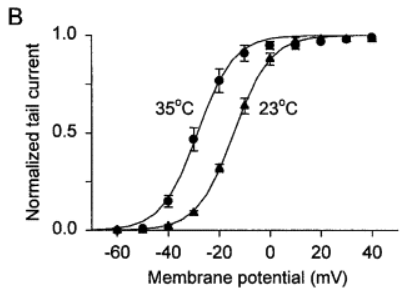 B
Normalized tail current
1.0
0.5
0.0
35°C
23°C
-60 -40 -20 0 20 40
Membrane potential (mV)